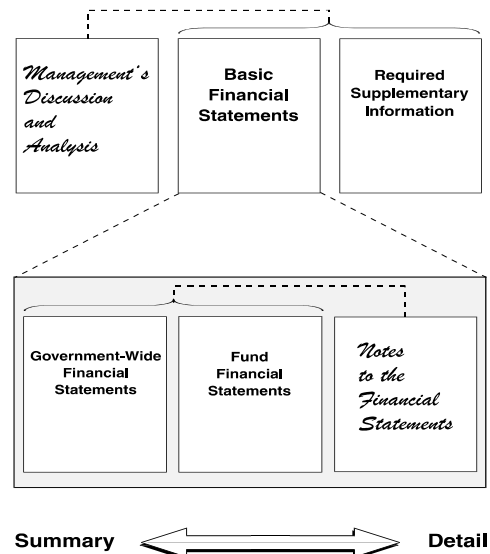 Management's
Discussion
and
Analysis
Basic
Financial
Statements
Required
Supplementary
Information
Government-Wide
Financial
Statements
Fund
Financial
Statements
Notes
to the
Financial
Statements
Summary
Detail